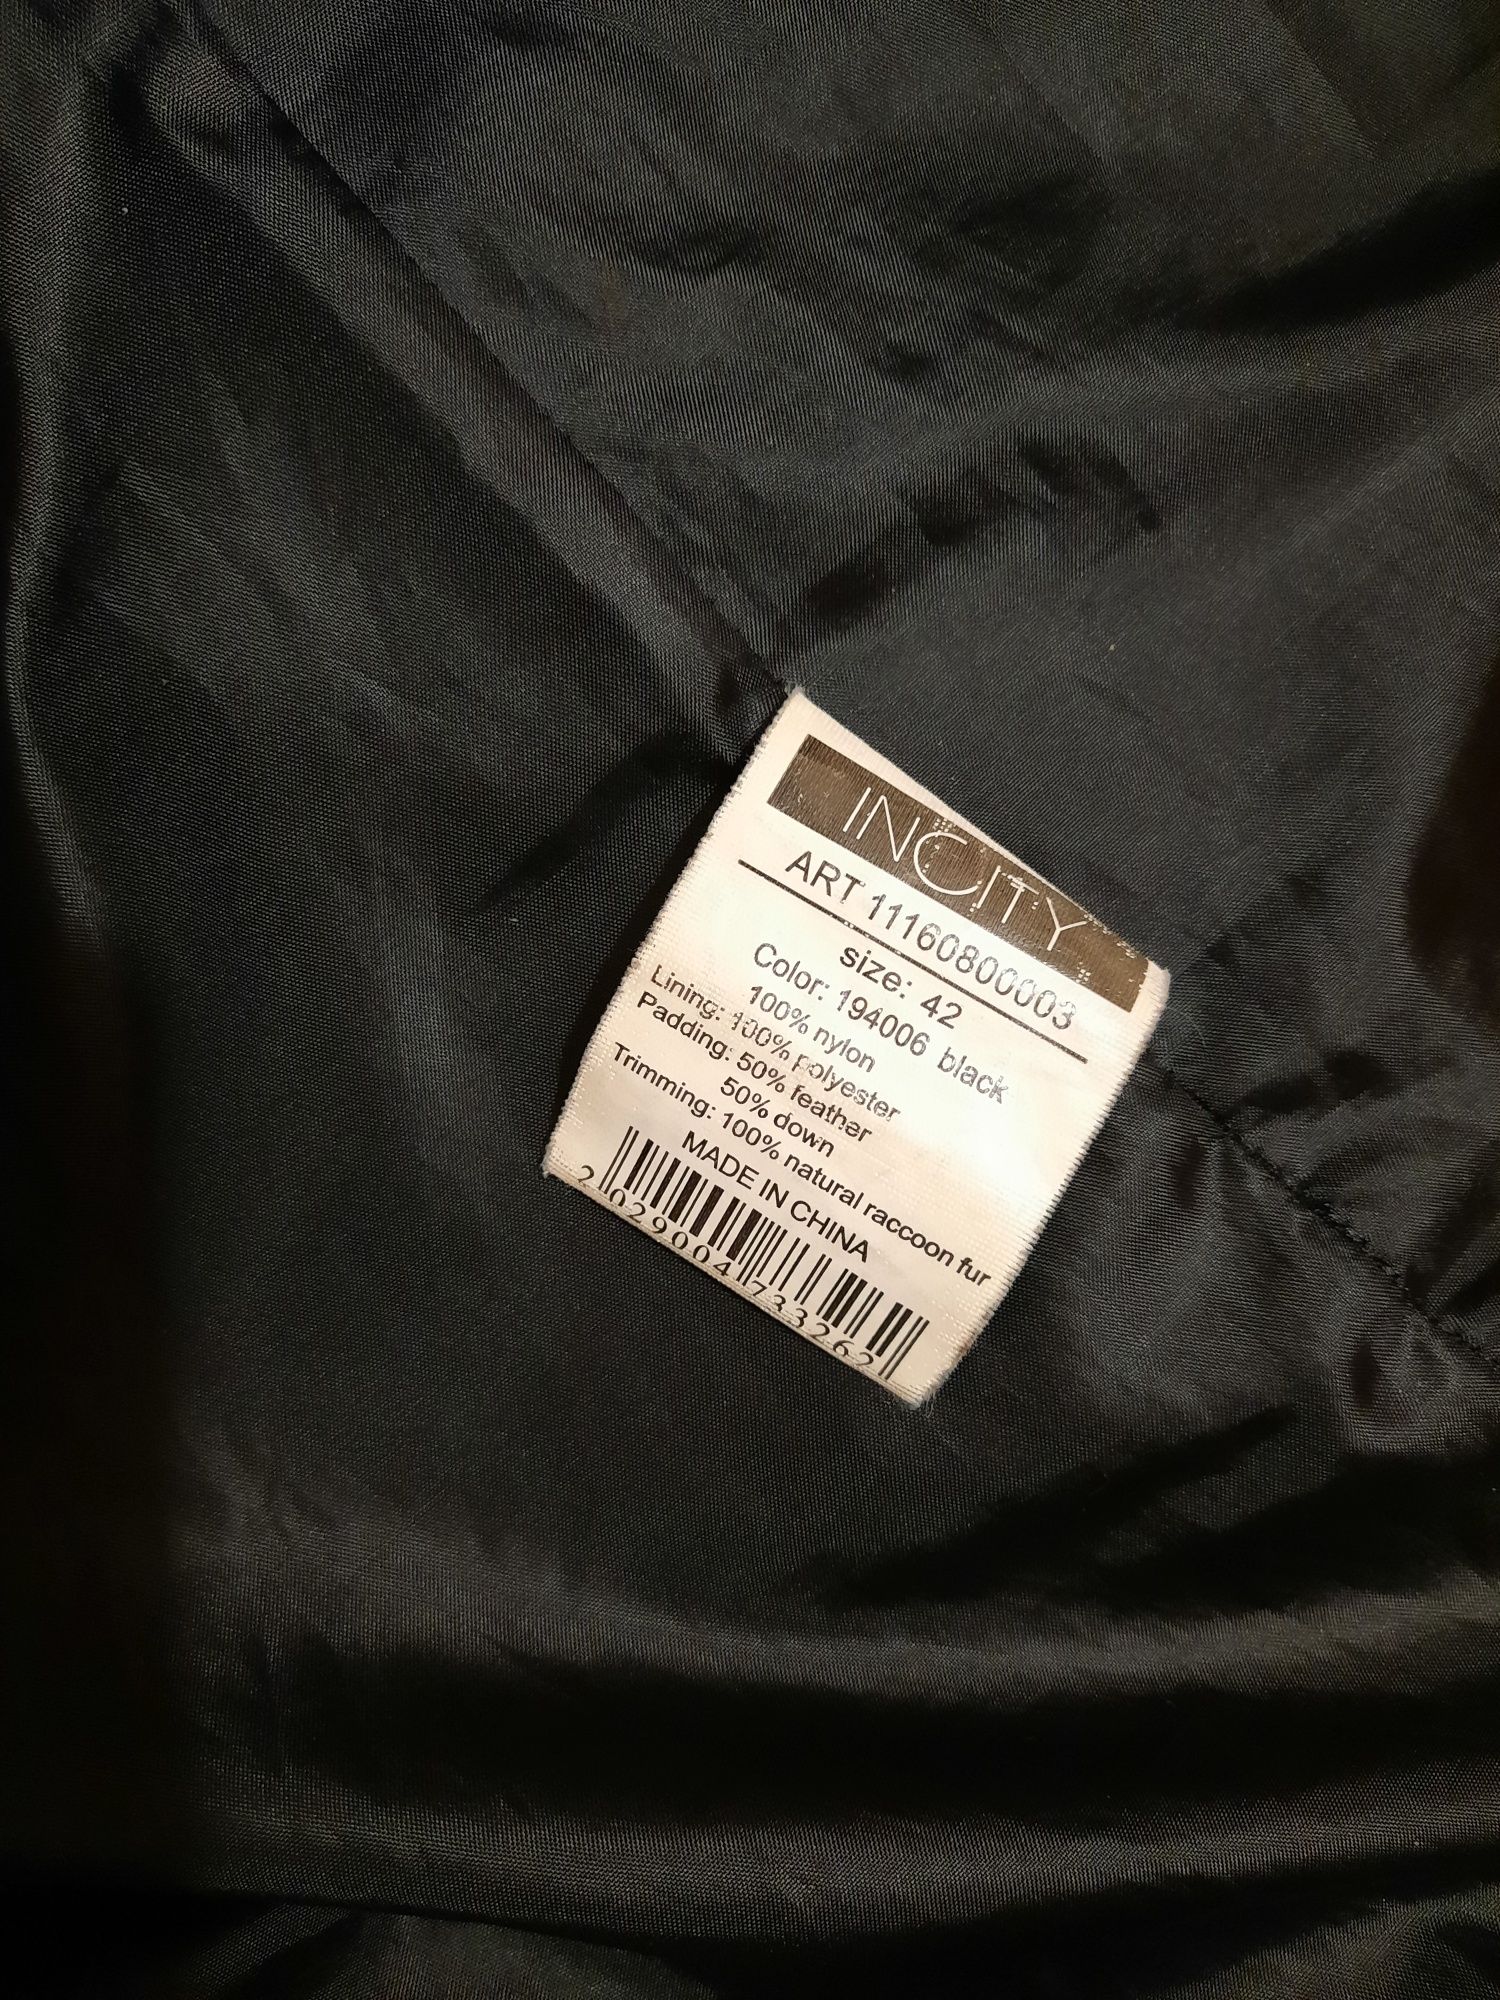 INCITY
ART 11160800003
size: 42
Color: 194006 black
100% nylon
Lining: 100% polyester
Padding: 50% feather
50% down
Trimming: 100% natural raccoon fur
MADE IN CHINA
2029004733262